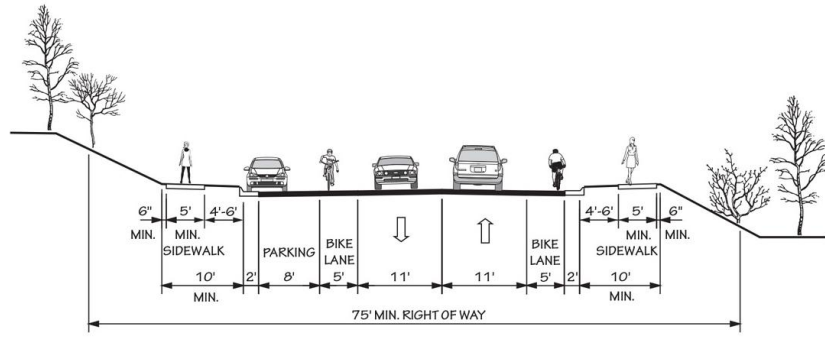 6" 5' 4'-6' 4'-6' 5' 6"
MIN. MIN. PARKING BIKE BIKE MIN. MIN.
SIDEWALK LANE LANE SIDEWALK
10' 2' 8' 5' 11' 11' 5' 2' 10'
MIN. MIN.
75' MIN. RIGHT OF WAY